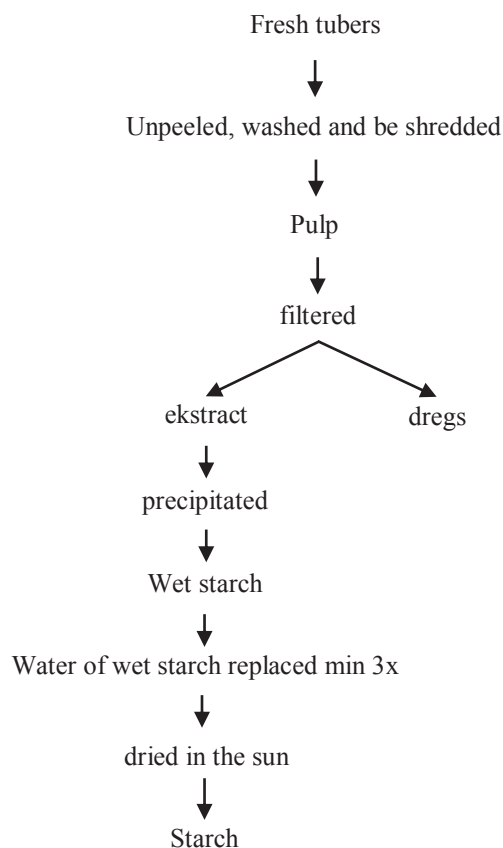 Fresh tubers
Unpeeled, washed and be shredded
Pulp
filtered
ekstract
dregs
precipitated
Wet starch
Water of wet starch replaced min 3x
dried in the sun
Starch